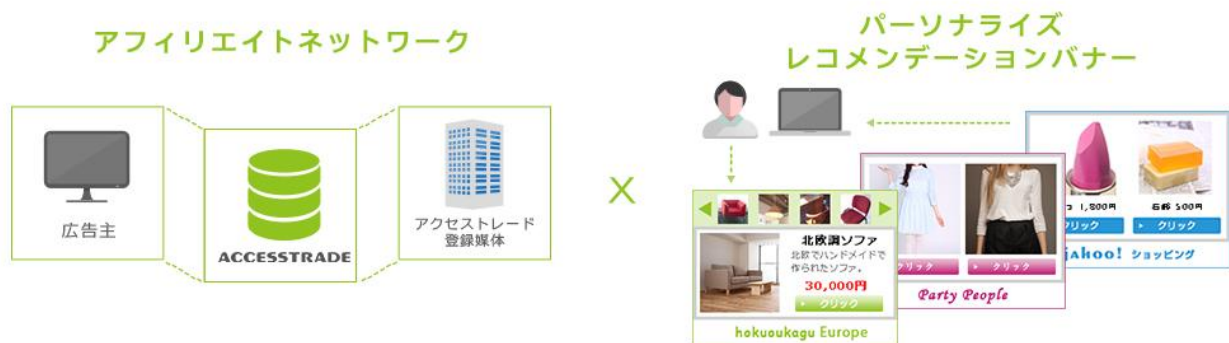 アフィリエイトネットワーク
広告主
ACCESSTRADE
アクセストレード
登録媒体
X
パーソナライズ
レコメンデーションバナー
1,800円
石鹸 500円
クリック
クリック
jahoo! ショッピング
クリック
クリック
Party People
北欧調ソファ
北欧でハンドメイドで
作られたソファ。
30,000円
クリック
hokuoukagu Europe